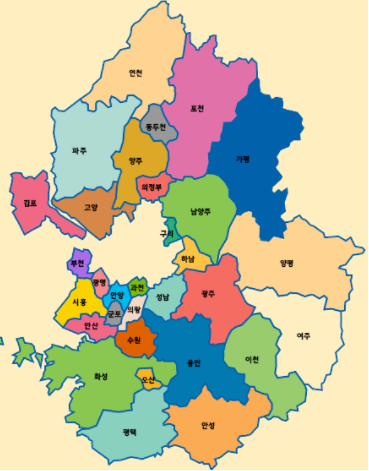 연천
포천
동두천
파주
양주
가평
의정부
김포
고양
남양주
구리
양평
하남
부천
광명
과천
시흥
안양
성남
광주
군포
의왕
안산
여주
수원
용인
이천
화성
오산
안성
평택